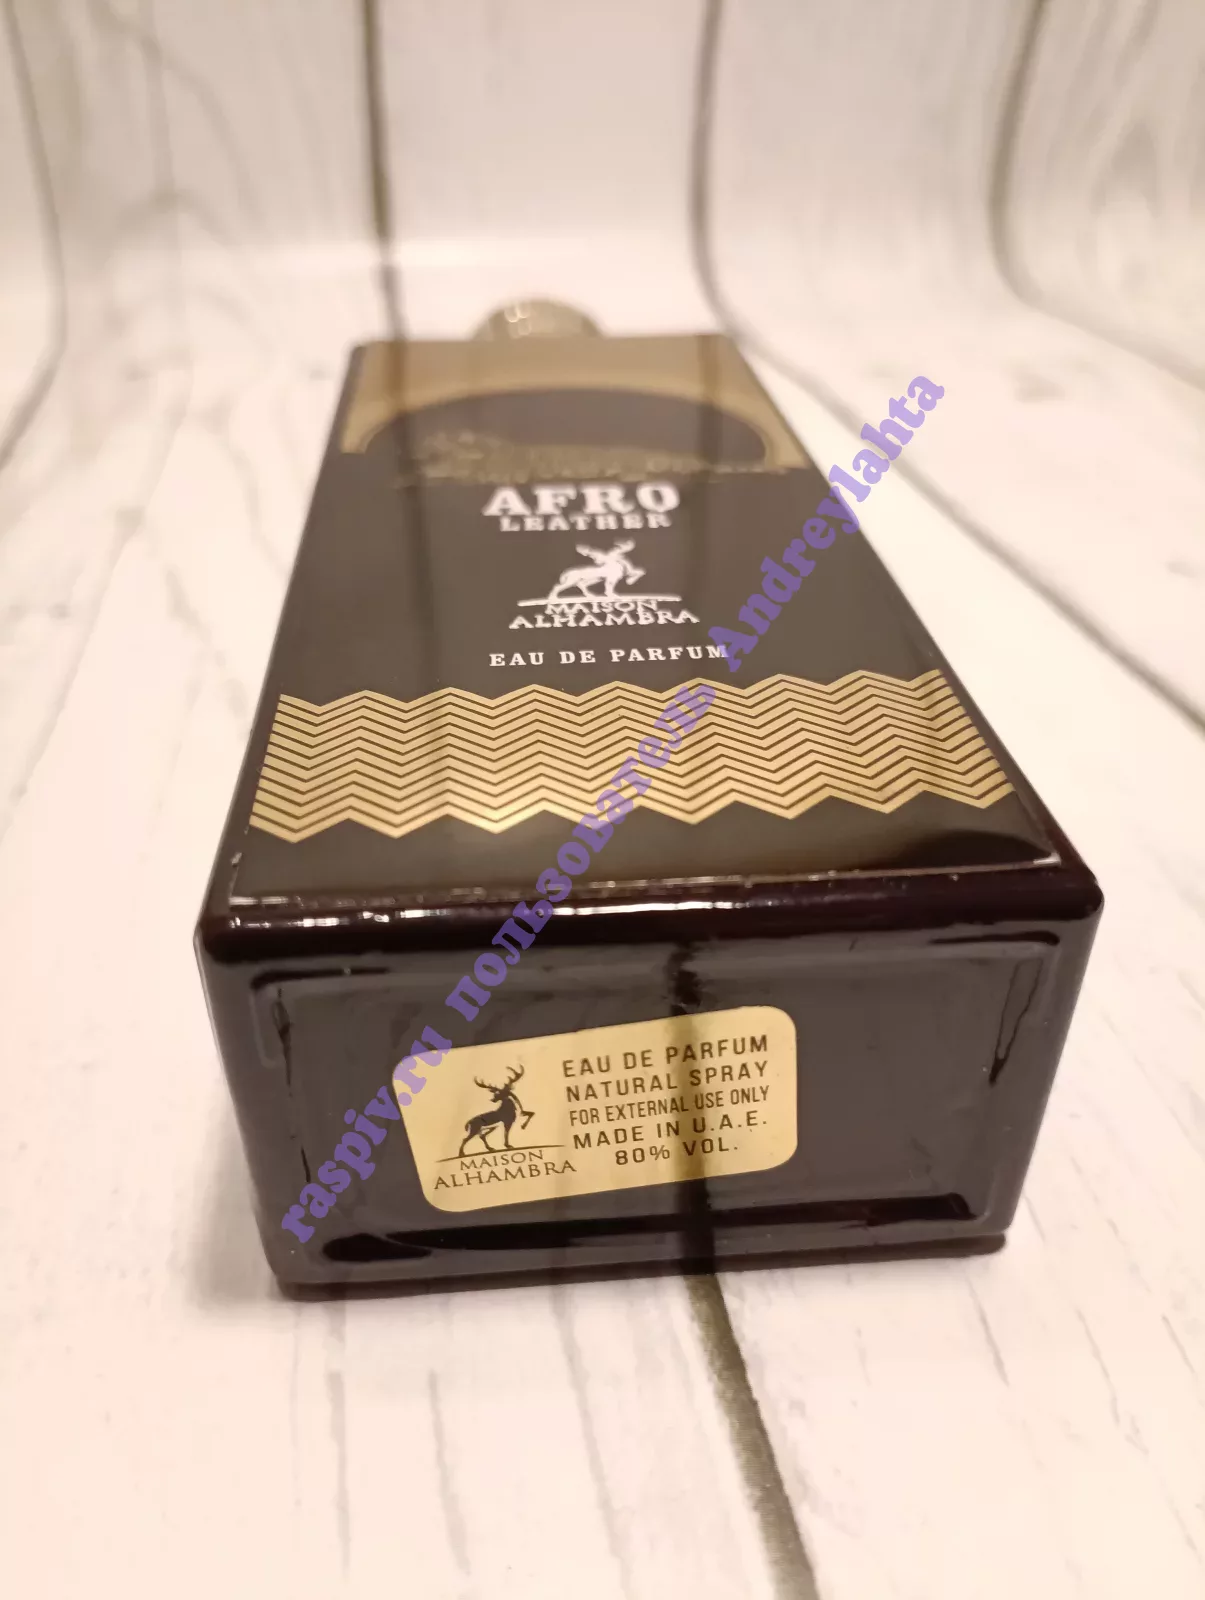 AFRO
LEATHER
MAISON
ALHAMBRA
EAU DE PARFUM
MAISON
ALHAMBRA
EAU DE PARFUM
NATURAL SPRAY
FOR EXTERNAL USE ONLY
MADE IN U.A.E.
80% VOL.
raspiv.ru пользователь Andreylahta